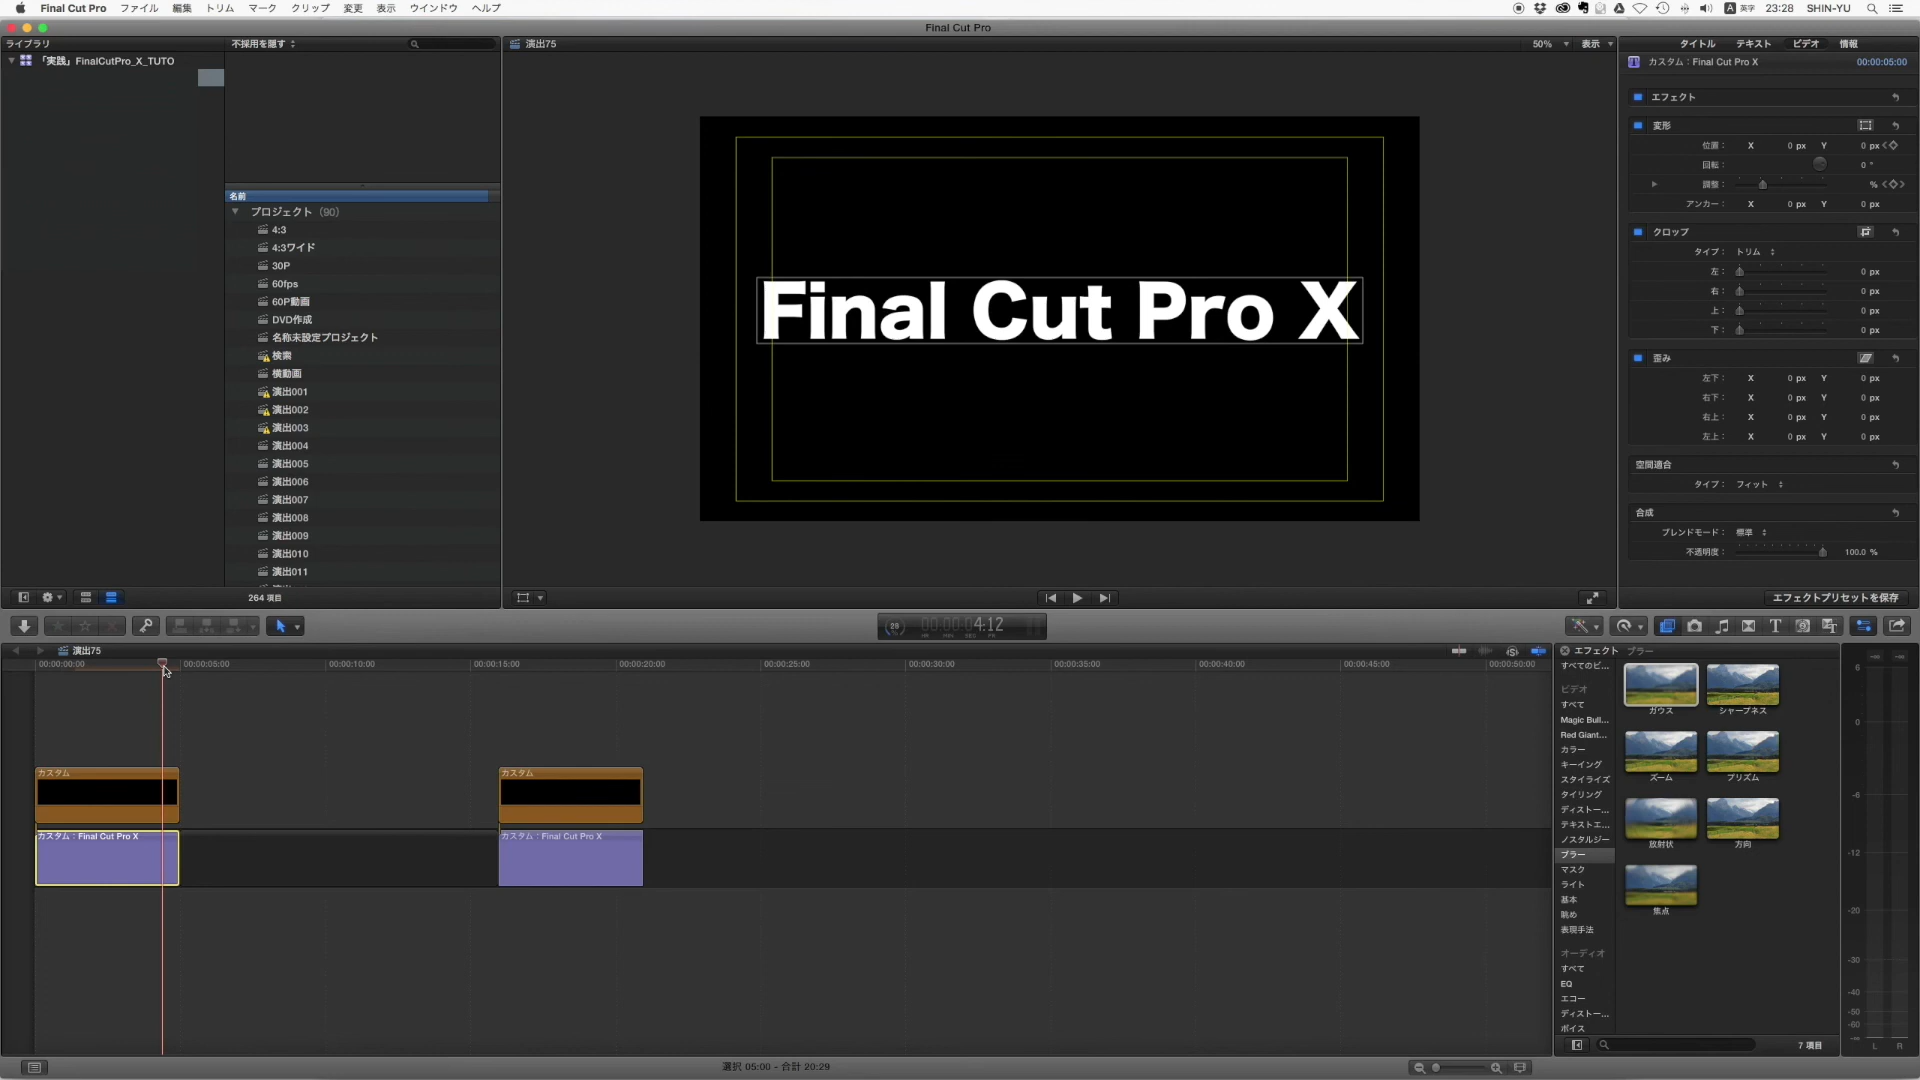 Final Cut Pro ファイル 編集 トリム マーク クリップ 変更 表示 ウインドウ ヘルプ
英字 23:28 SHIN-YU
Final Cut Pro
ライブラリ
「実践」FinalCutPro_X_TUTO
不採用を隠す
名前
プロジェクト (90)
4:3
4:3ワイド
30P
60fps
60P動画
DVD作成
名称未設定プロジェクト
検索
横動画
演出001
演出002
演出003
演出004
演出005
演出006
演出007
演出008
演出009
演出010
演出011
264 項目
演出75
50% 表示
Final Cut Pro X
タイトル テキスト ビデオ 情報
カスタム：Final Cut Pro X 00:00:05:00
エフェクト
変形
位置： X 0 px Y 0 px
回転： 0 °
調整： %
アンカー： X 0 px Y 0 px
クロップ
タイプ： トリム
左： 0 px
右： 0 px
上： 0 px
下： 0 px
歪み
左下： X 0 px Y 0 px
右下： X 0 px Y 0 px
右上： X 0 px Y 0 px
左上： X 0 px Y 0 px
空間適合
タイプ： フィット
合成
ブレンドモード： 標準
不透明度： 100.0 %
エフェクトプリセットを保存
28 00:00:04:12
HR MIN SEC FR
演出75
00:00:00:00 00:00:05:00 00:00:10:00 00:00:15:00 00:00:20:00 00:00:25:00 00:00:30:00 00:00:35:00 00:00:40:00 00:00:45:00 00:00:50:00
カスタム
カスタム
カスタム：Final Cut Pro X
カスタム：Final Cut Pro X
選択 05:00 - 合計 20:29
エフェクト ブラー
すべてのビ...
ビデオ
すべて
Magic Bull...
Red Giant...
カラー
キーイング
スタイライズ
タイリング
ディストー...
テキストエ...
ノスタルジー
ブラー
マスク
ライト
基本
眺め
表現手法
オーディオ
すべて
EQ
エコー
ディストー...
ボイス
ガウス
シャープネス
ズーム
プリズム
放射状
方向
焦点
7 項目
6
0
-6
-12
-20
-30
-40
-50
-60
-∞
L R